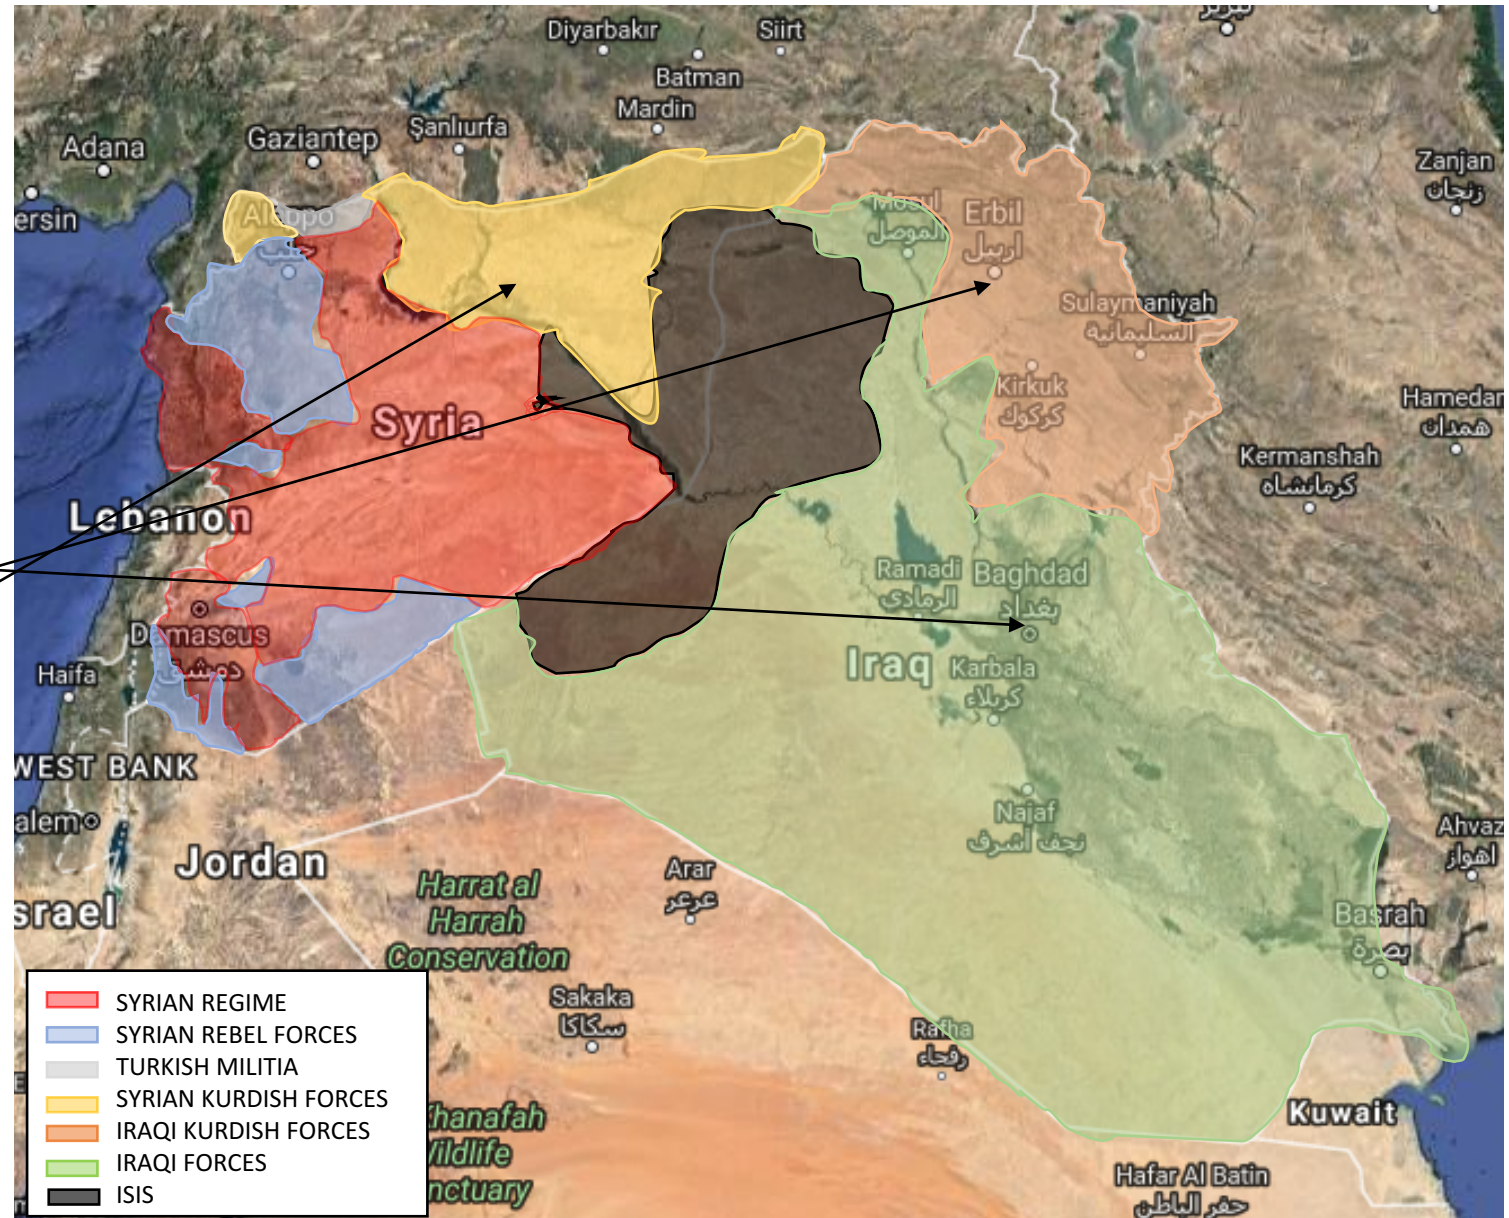 تبریز
Diyarbakır
Siirt
Batman
Mardin
Şanlıurfa
Gaziantep
Adana
ersin
Zanjan
زنجان
Aleppo
حلب
Mosul
الموصل
Erbil
اربيل
Sulaymaniyah
السليمانية
Kirkuk
كركوك
Hamedan
همدان
Kermanshah
كرمانشاه
Syria
Lebanon
Ramadi
الرمادي
Baghdad
بغداد
Damascus
دمشق
Haifa
Iraq
Karbala
كربلاء
WEST BANK
alem
Najaf
نجف أشرف
Ahvaz
اهواز
Jordan
srael
Arar
عرعر
Harrat al
Harrah
Conservation
Basrah
بصرة
Sakaka
سكاكا
Rafha
رفحاء
Kuwait
Khanafah
Wildlife
nctuary
Hafar Al Batin
حفر الباطن
SYRIAN REGIME
SYRIAN REBEL FORCES
TURKISH MILITIA
SYRIAN KURDISH FORCES
IRAQI KURDISH FORCES
IRAQI FORCES
ISIS